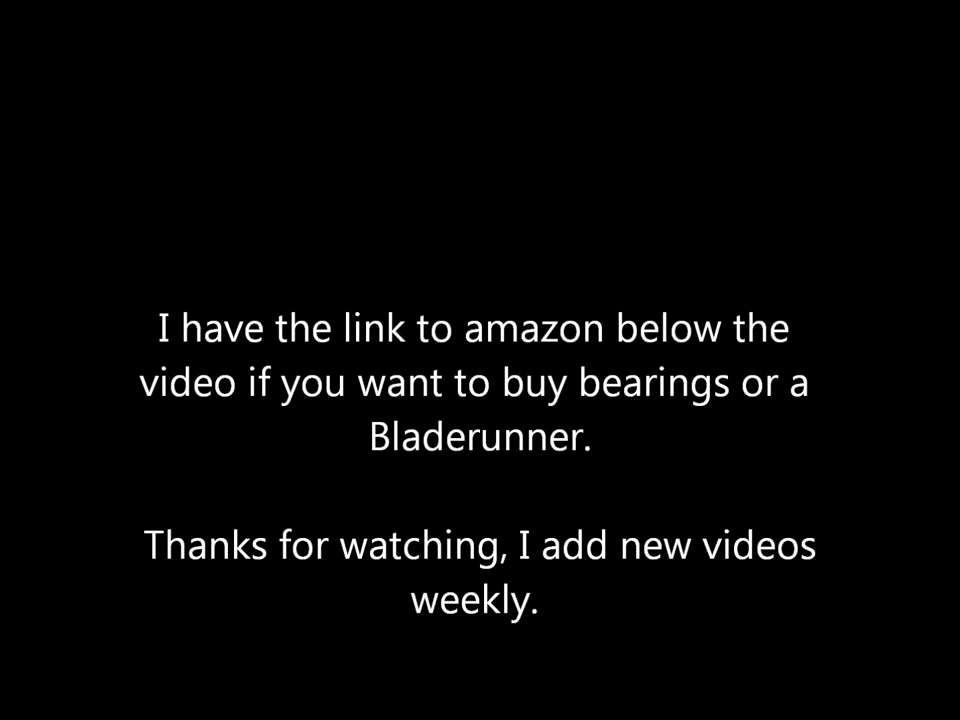 I have the link to amazon below the
video if you want to buy bearings or a
Bladerunner.
Thanks for watching, I add new videos
weekly.